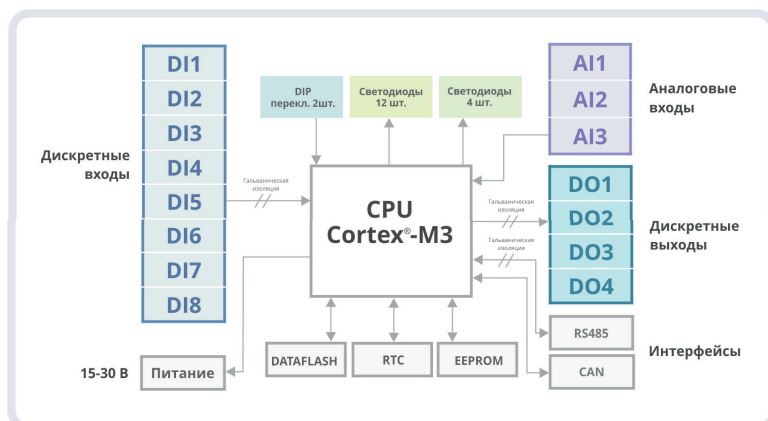 DI1
DI2
DI3
DI4
DI5
DI6
DI7
DI8
Дискретные
входы
15-30 В
Питание
DIP
перекл. 2шт.
Светодиоды
12 шт.
Светодиоды
4 шт.
Гальваническая
изоляция
CPU
Cortex®-M3
DATAFLASH
RTC
EEPROM
Гальваническая
изоляция
Гальваническая
изоляция
AI1
AI2
AI3
Аналоговые
входы
DO1
DO2
DO3
DO4
Дискретные
выходы
RS485
CAN
Интерфейсы